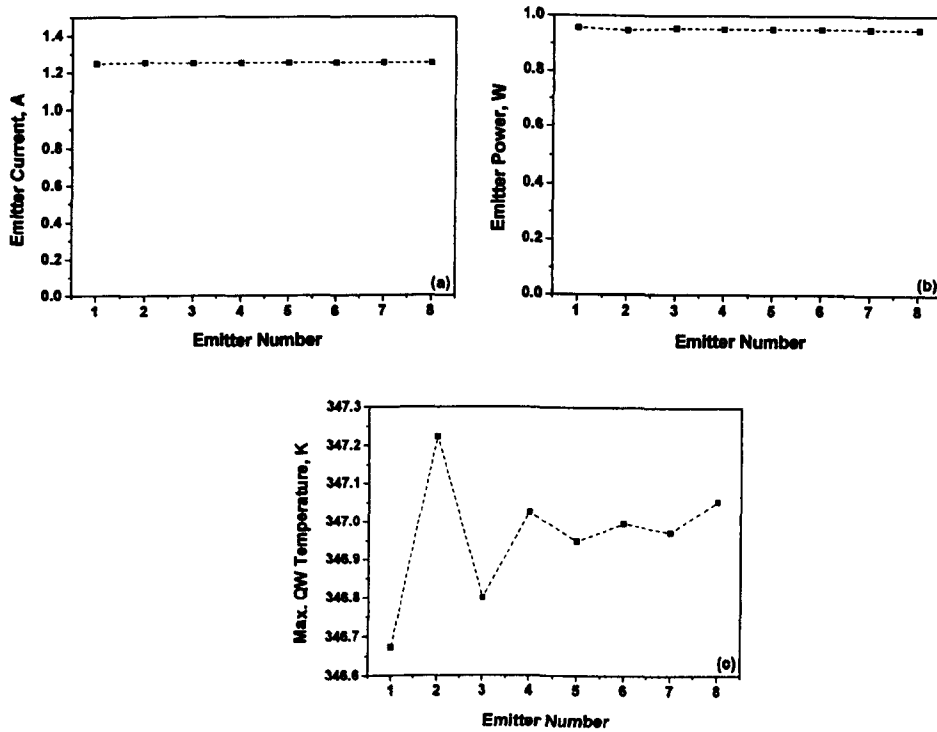 1.4
1.2
1.0
0.8
0.6
0.4
0.2
0.0
Emitter Current, A
1 2 3 4 5 6 7 8
Emitter Number
(a)
1.0
0.8
0.6
0.4
0.2
0.0
Emitter Power, W
1 2 3 4 5 6 7 8
Emitter Number
(b)
347.3
347.2
347.1
347.0
346.9
346.8
346.7
346.6
Max. QW Temperature, K
1 2 3 4 5 6 7 8
Emitter Number
(c)